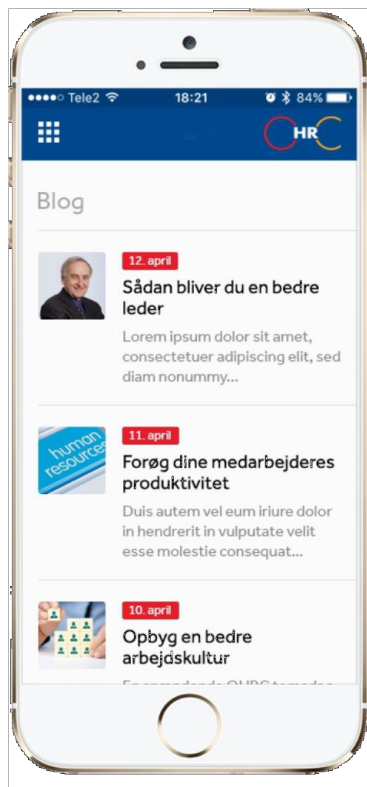 Tele2 18:21 84%
HR
Blog
12. april
Sådan bliver du en bedre
leder
Lorem ipsum dolor sit amet,
consectetuer adipiscing elit, sed
diam nonummy...
human
resources
11. april
Forøg dine medarbejderes
produktivitet
Duis autem vel eum iriure dolor
in hendrerit in vulputate velit
esse molestie consequat...
10. april
Opbyg en bedre
arbejdskultur